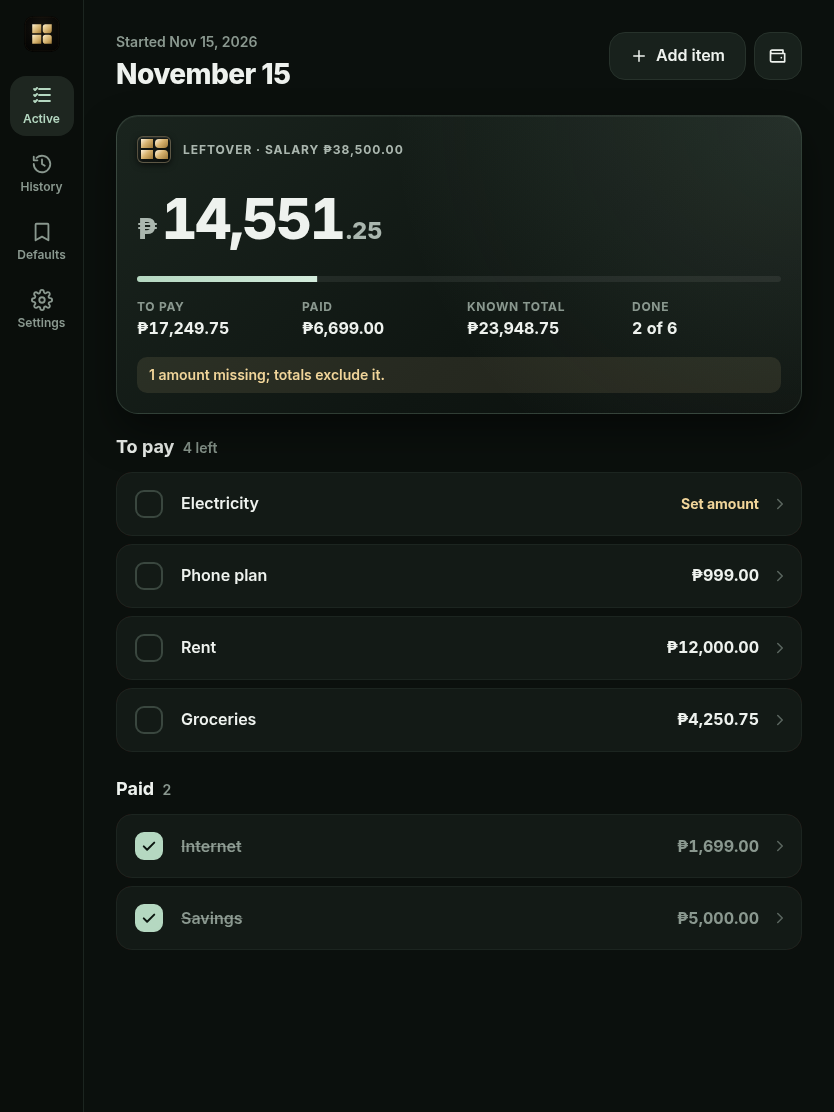 Started Nov 15, 2026
November 15
Add item
Active
History
Defaults
Settings
LEFTOVER · SALARY ₱38,500.00
₱14,551.25
TO PAY PAID KNOWN TOTAL DONE
₱17,249.75 ₱6,699.00 ₱23,948.75 2 of 6
1 amount missing; totals exclude it.
To pay 4 left
Electricity Set amount
Phone plan ₱999.00
Rent ₱12,000.00
Groceries ₱4,250.75
Paid 2
Internet ₱1,699.00
Savings ₱5,000.00